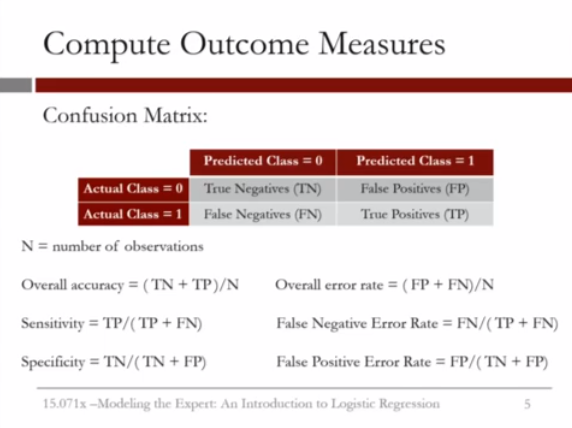 Compute Outcome Measures
Confusion Matrix:
Predicted Class = 0 Predicted Class = 1
Actual Class = 0 True Negatives (TN) False Positives (FP)
Actual Class = 1 False Negatives (FN) True Positives (TP)
N = number of observations
Overall accuracy = ( TN + TP )/N Overall error rate = ( FP + FN)/N
Sensitivity = TP/( TP + FN) False Negative Error Rate = FN/( TP + FN)
Specificity = TN/( TN + FP) False Positive Error Rate = FP/( TN + FP)
15.071x –Modeling the Expert: An Introduction to Logistic Regression 5